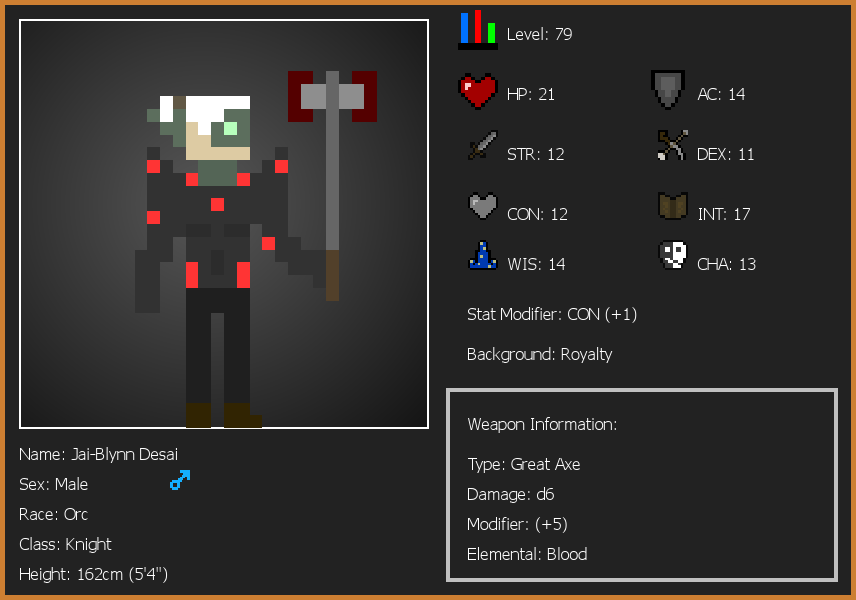 Level: 79
HP: 21
AC: 14
STR: 12
DEX: 11
CON: 12
INT: 17
WIS: 14
CHA: 13
Stat Modifier: CON (+1)
Background: Royalty
Weapon Information:
Type: Great Axe
Damage: d6
Modifier: (+5)
Elemental: Blood
Name: Jai-Blynn Desai
Sex: Male
Race: Orc
Class: Knight
Height: 162cm (5'4")